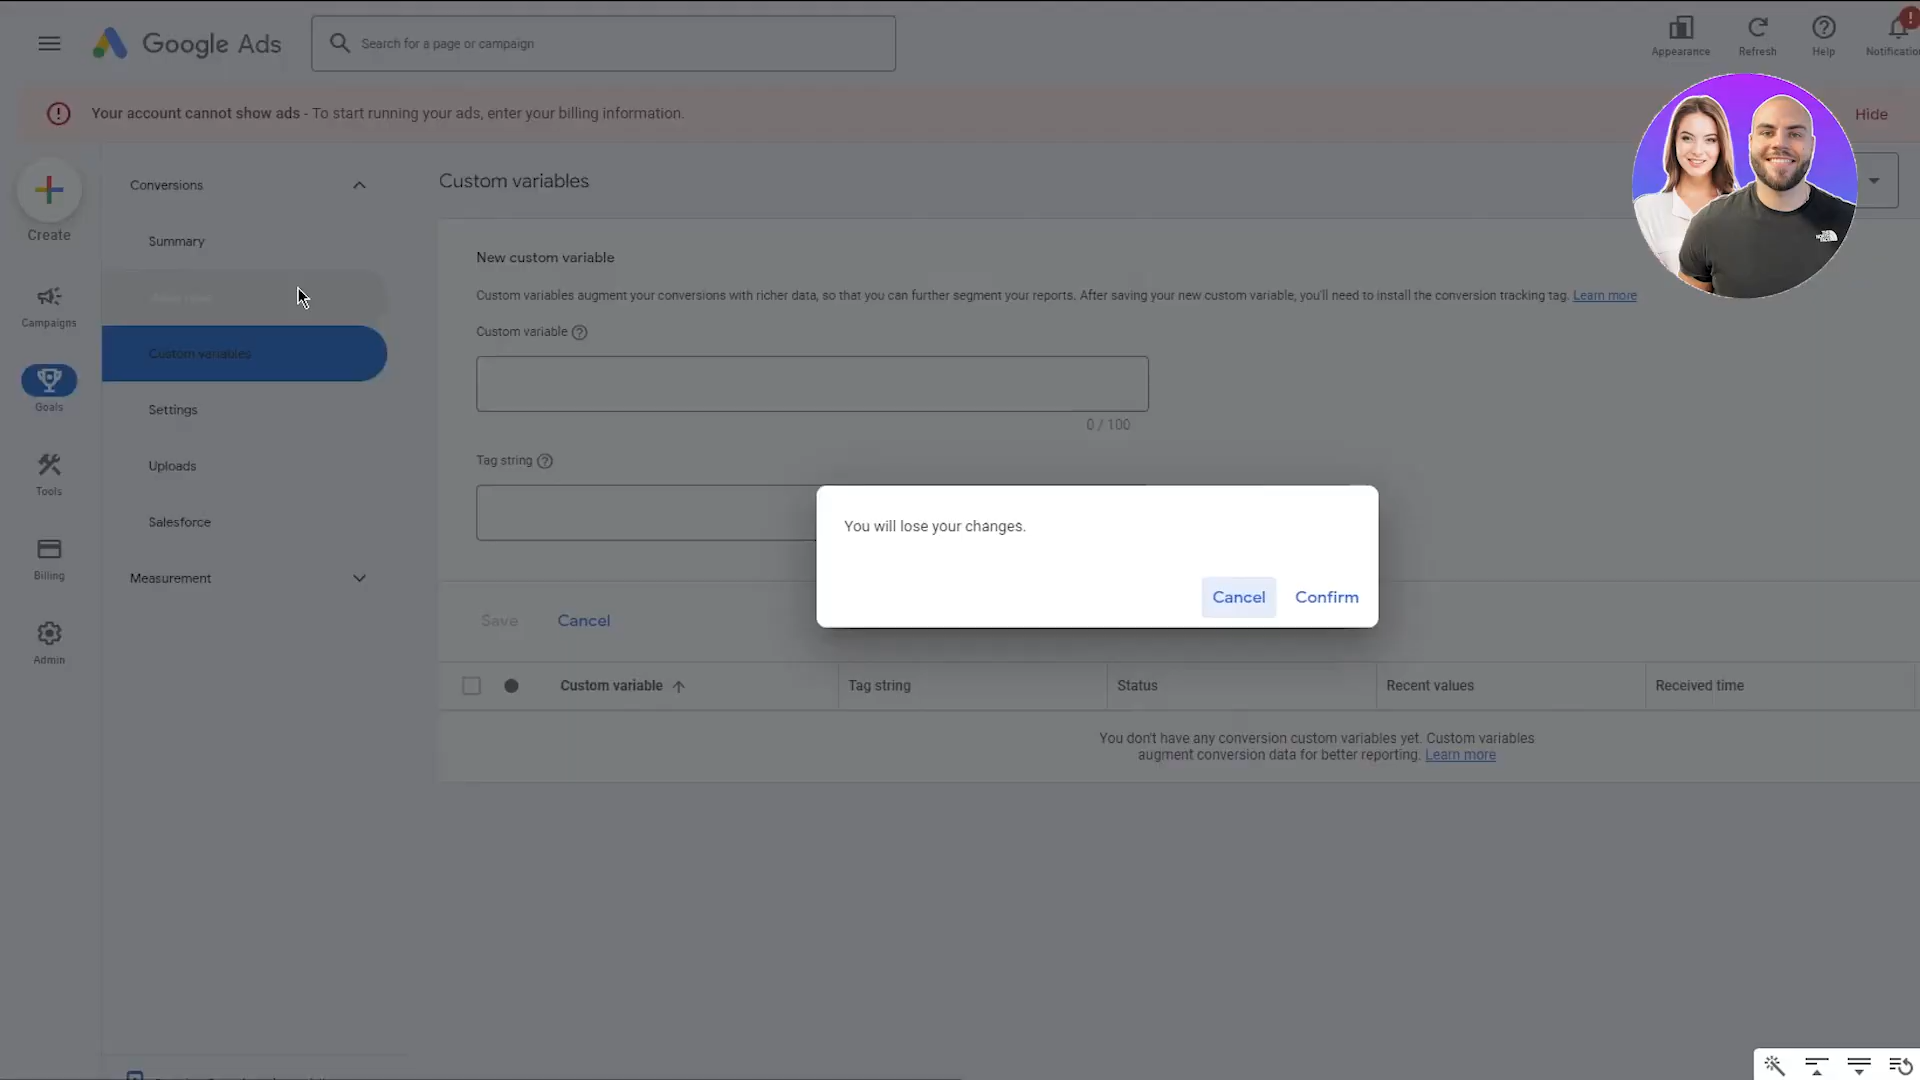 Google Ads
Search for a page or campaign
Appearance
Refresh
Help
Notificatio
!
Your account cannot show ads - To start running your ads, enter your billing information.
Hide
Create
Campaigns
Goals
Tools
Billing
Admin
Conversions
Summary
Custom variables
Settings
Uploads
Salesforce
Measurement
Custom variables
New custom variable
Custom variables augment your conversions with richer data, so that you can further segment your reports. After saving your new custom variable, you'll need to install the conversion tracking tag. Learn more
Custom variable
0 / 100
Tag string
You will lose your changes.
Cancel Confirm
Save Cancel
Custom variable Tag string Status Recent values Received time
You don't have any conversion custom variables yet. Custom variables
augment conversion data for better reporting. Learn more